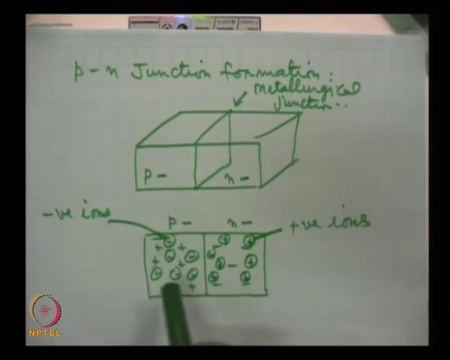 p-n Junction formation:
metallurgical
junction..
p- n-
-ve ions p- n- +ve ions
NPTEL